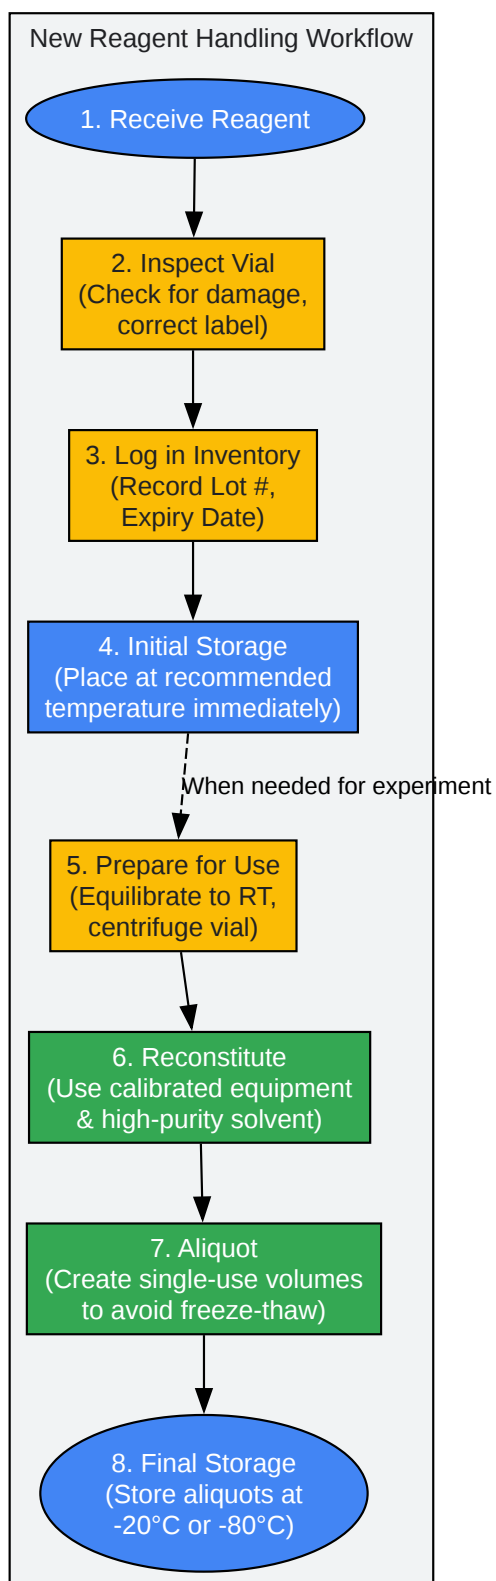 New Reagent Handling Workflow
1. Receive Reagent
2. Inspect Vial
(Check for damage,
correct label)
3. Log in Inventory
(Record Lot #,
Expiry Date)
4. Initial Storage
(Place at recommended
temperature immediately)
When needed for experiment
5. Prepare for Use
(Equilibrate to RT,
centrifuge vial)
6. Reconstitute
(Use calibrated equipment
& high-purity solvent)
7. Aliquot
(Create single-use volumes
to avoid freeze-thaw)
8. Final Storage
(Store aliquots at
-20°C or -80°C)